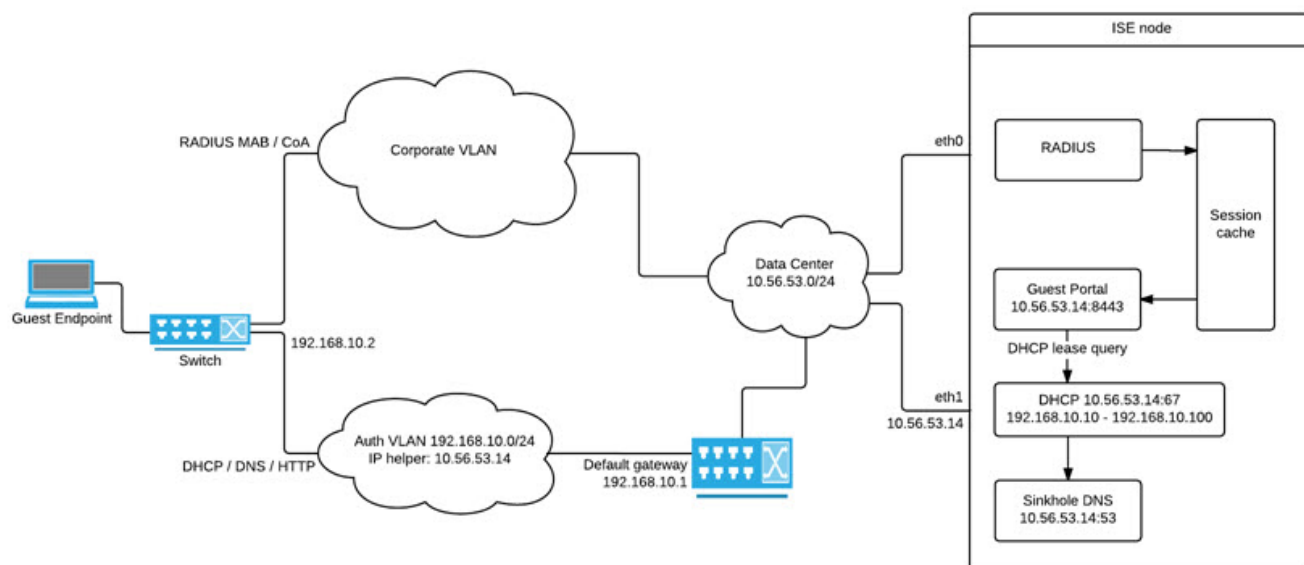 ISE node
RADIUS MAB / CoA
Corporate VLAN
eth0
RADIUS
Session
cache
Data Center
10.56.53.0/24
Guest Endpoint
Switch
192.168.10.2
Guest Portal
10.56.53.14:8443
DHCP lease query
eth1
10.56.53.14
DHCP 10.56.53.14:67
192.168.10.10 - 192.168.10.100
Auth VLAN 192.168.10.0/24
IP helper: 10.56.53.14
DHCP / DNS / HTTP
Default gateway
192.168.10.1
Sinkhole DNS
10.56.53.14:53